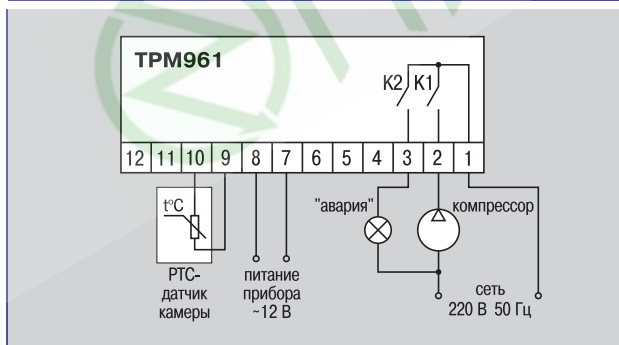 ТРМ961
К2 К1
12 11 10 9 8 7 6 5 4 3 2 1
t°C
"авария"
компрессор
РТС-
датчик
камеры
питание
прибора
~12 В
сеть
220 В 50 Гц